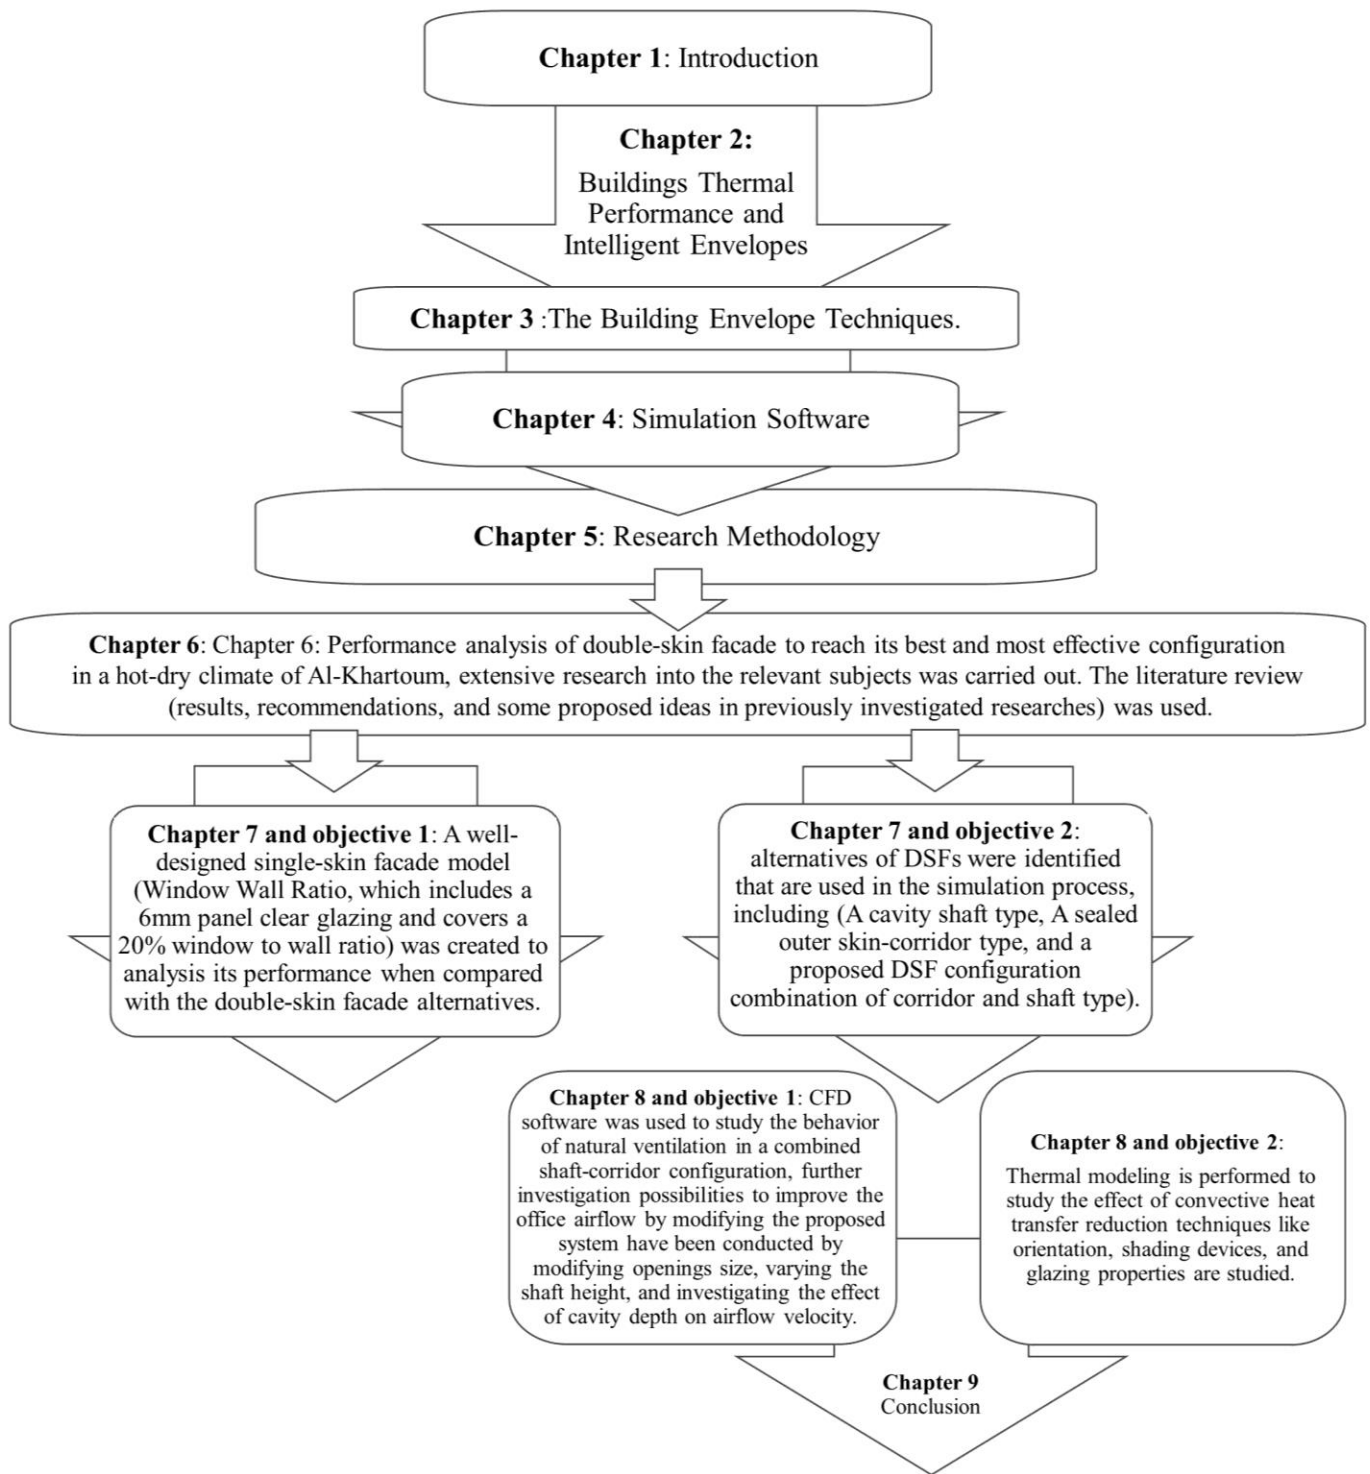 Chapter 1: Introduction
Chapter 2:
Buildings Thermal
Performance and
Intelligent Envelopes
Chapter 3 :The Building Envelope Techniques.
Chapter 4: Simulation Software
Chapter 5: Research Methodology
Chapter 6: Chapter 6: Performance analysis of double-skin facade to reach its best and most effective configuration
in a hot-dry climate of Al-Khartoum, extensive research into the relevant subjects was carried out. The literature review
(results, recommendations, and some proposed ideas in previously investigated researches) was used.
Chapter 7 and objective 1: A well-
designed single-skin facade model
(Window Wall Ratio, which includes a
6mm panel clear glazing and covers a
20% window to wall ratio) was created to
analysis its performance when compared
with the double-skin facade alternatives.
Chapter 7 and objective 2:
alternatives of DSFs were identified
that are used in the simulation process,
including (A cavity shaft type, A sealed
outer skin-corridor type, and a
proposed DSF configuration
combination of corridor and shaft type).
Chapter 8 and objective 1: CFD
software was used to study the behavior
of natural ventilation in a combined
shaft-corridor configuration, further
investigation possibilities to improve the
office airflow by modifying the proposed
system have been conducted by
modifying openings size, varying the
shaft height, and investigating the effect
of cavity depth on airflow velocity.
Chapter 8 and objective 2:
Thermal modeling is performed to
study the effect of convective heat
transfer reduction techniques like
orientation, shading devices, and
glazing properties are studied.
Chapter 9
Conclusion